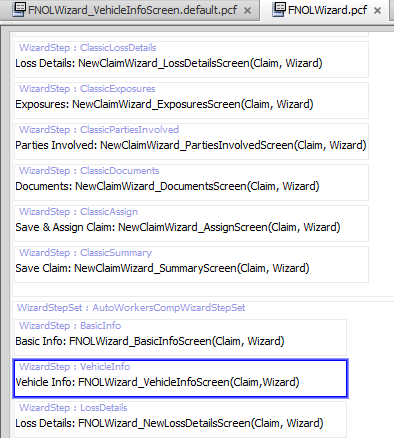 FNOLWizard_VehicleInfoScreen.default.pcf
FNOLWizard.pcf
WizardStep : ClassicLossDetails
Loss Details: NewClaimWizard_LossDetailsScreen(Claim, Wizard)
WizardStep : ClassicExposures
Exposures: NewClaimWizard_ExposuresScreen(Claim, Wizard)
WizardStep : ClassicPartiesInvolved
Parties Involved: NewClaimWizard_PartiesInvolvedScreen(Claim, Wizard)
WizardStep : ClassicDocuments
Documents: NewClaimWizard_DocumentsScreen(Claim, Wizard)
WizardStep : ClassicAssign
Save & Assign Claim: NewClaimWizard_AssignScreen(Claim, Wizard)
WizardStep : ClassicSummary
Save Claim: NewClaimWizard_SummaryScreen(Claim, Wizard)
WizardStepSet : AutoWorkersCompWizardStepSet
WizardStep : BasicInfo
Basic Info: FNOLWizard_BasicInfoScreen(Claim, Wizard)
WizardStep : VehicleInfo
Vehicle Info: FNOLWizard_VehicleInfoScreen(Claim,Wizard)
WizardStep : LossDetails
Loss Details: FNOLWizard_NewLossDetailsScreen(Claim, Wizard)